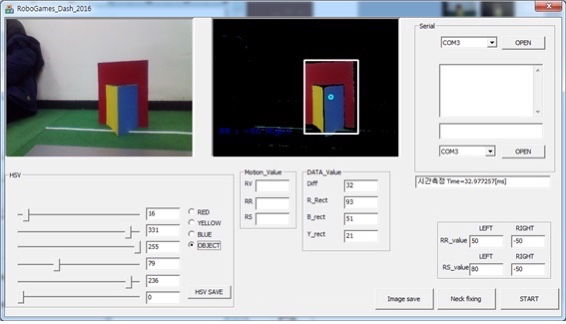 RoboGames_Dash_2016
Serial
COM3
OPEN
COM3
OPEN
시간측정 Time=32.977257[ms]
HSV
16
331
255
79
236
0
RED
YELLOW
BLUE
OBJECT
HSV SAVE
Motion_Value
RV
RR
RS
DATA_Value
Diff
32
R_Rect
93
B_rect
51
Y_rect
21
LEFT
RIGHT
RR_value
50
-50
LEFT
RIGHT
RS_value
80
-50
Image save
Neck fixing
START